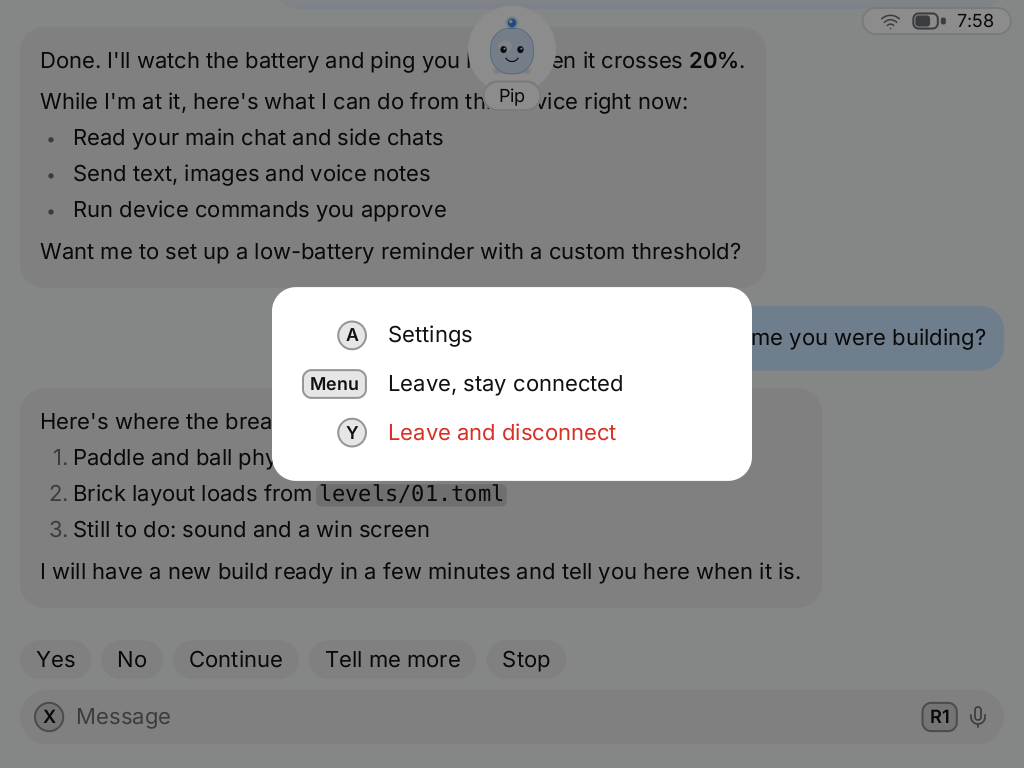 7:58
Pip
Done. I'll watch the battery and ping you en it crosses 20%.
While I'm at it, here's what I can do from vice right now:
• Read your main chat and side chats
• Send text, images and voice notes
• Run device commands you approve
Want me to set up a low-battery reminder with a custom threshold?
me you were building?
A Settings
Menu Leave, stay connected
Y Leave and disconnect
Here's where the
1. Paddle and ball
2. Brick layout loads from levels/01.toml
3. Still to do: sound and a win screen
I will have a new build ready in a few minutes and tell you here when it is.
Yes No Continue Tell me more Stop
X Message R1